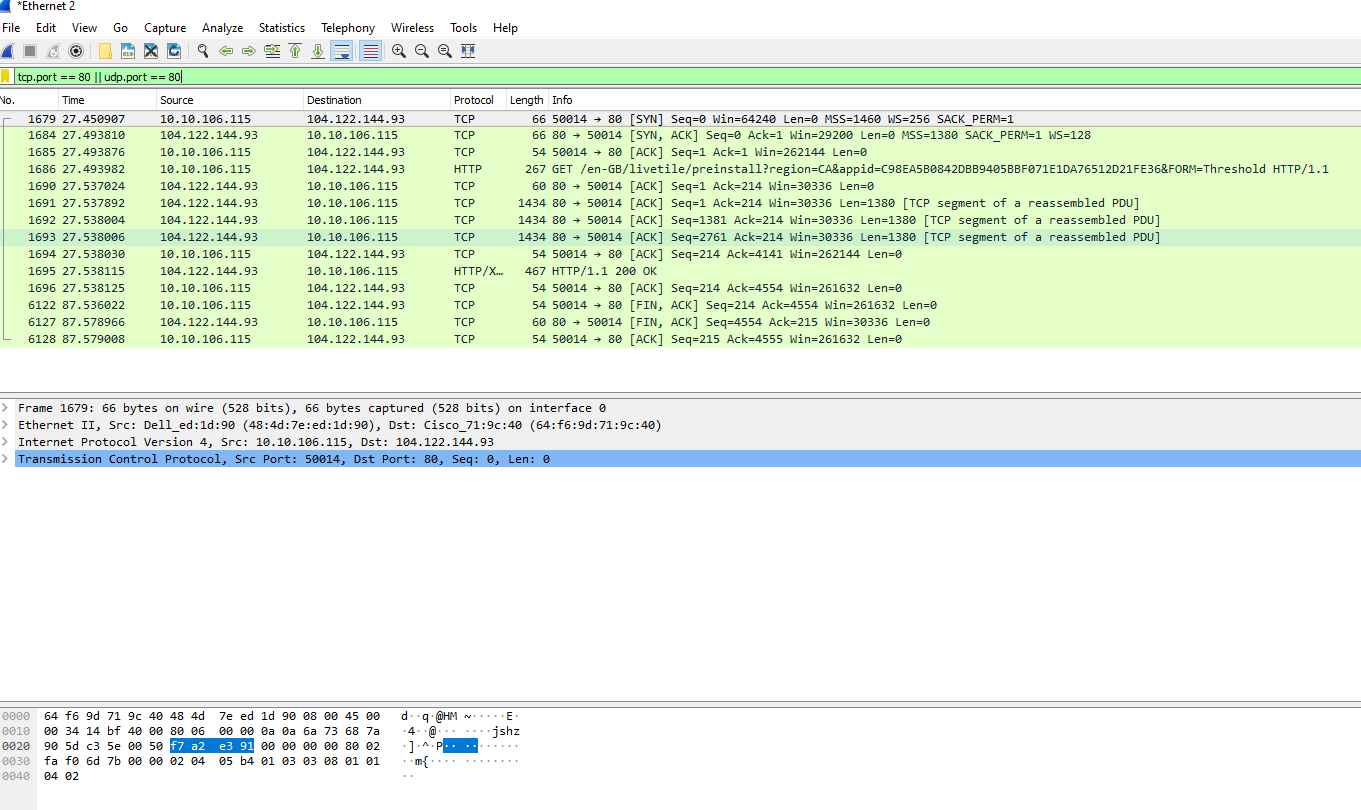 *Ethernet 2
File Edit View Go Capture Analyze Statistics Telephony Wireless Tools Help
tcp.port == 80 || udp.port == 80
No. Time Source Destination Protocol Length Info
1679 27.450907 10.10.106.115 104.122.144.93 TCP 66 50014 → 80 [SYN] Seq=0 Win=64240 Len=0 MSS=1460 WS=256 SACK_PERM=1
1684 27.493810 104.122.144.93 10.10.106.115 TCP 66 80 → 50014 [SYN, ACK] Seq=0 Ack=1 Win=29200 Len=0 MSS=1380 SACK_PERM=1 WS=128
1685 27.493876 10.10.106.115 104.122.144.93 TCP 54 50014 → 80 [ACK] Seq=1 Ack=1 Win=262144 Len=0
1686 27.493982 10.10.106.115 104.122.144.93 HTTP 267 GET /en-GB/livetile/preinstall?region=CA&appid=C98EA5B0842DBB9405BBF071E1DA76512D21FE36&FORM=Threshold HTTP/1.1
1690 27.537024 104.122.144.93 10.10.106.115 TCP 60 80 → 50014 [ACK] Seq=1 Ack=214 Win=30336 Len=0
1691 27.537892 104.122.144.93 10.10.106.115 TCP 1434 80 → 50014 [ACK] Seq=1 Ack=214 Win=30336 Len=1380 [TCP segment of a reassembled PDU]
1692 27.538004 104.122.144.93 10.10.106.115 TCP 1434 80 → 50014 [ACK] Seq=1381 Ack=214 Win=30336 Len=1380 [TCP segment of a reassembled PDU]
1693 27.538006 104.122.144.93 10.10.106.115 TCP 1434 80 → 50014 [ACK] Seq=2761 Ack=214 Win=30336 Len=1380 [TCP segment of a reassembled PDU]
1694 27.538030 10.10.106.115 104.122.144.93 TCP 54 50014 → 80 [ACK] Seq=214 Ack=4141 Win=262144 Len=0
1695 27.538115 104.122.144.93 10.10.106.115 HTTP/X… 467 HTTP/1.1 200 OK
1696 27.538125 10.10.106.115 104.122.144.93 TCP 54 50014 → 80 [ACK] Seq=214 Ack=4554 Win=261632 Len=0
6122 87.536022 10.10.106.115 104.122.144.93 TCP 54 50014 → 80 [FIN, ACK] Seq=214 Ack=4554 Win=261632 Len=0
6127 87.578966 104.122.144.93 10.10.106.115 TCP 60 80 → 50014 [FIN, ACK] Seq=4554 Ack=215 Win=30336 Len=0
6128 87.579008 10.10.106.115 104.122.144.93 TCP 54 50014 → 80 [ACK] Seq=215 Ack=4555 Win=261632 Len=0
Frame 1679: 66 bytes on wire (528 bits), 66 bytes captured (528 bits) on interface 0
Ethernet II, Src: Dell_ed:1d:90 (48:4d:7e:ed:1d:90), Dst: Cisco_71:9c:40 (64:f6:9d:71:9c:40)
Internet Protocol Version 4, Src: 10.10.106.115, Dst: 104.122.144.93
Transmission Control Protocol, Src Port: 50014, Dst Port: 80, Seq: 0, Len: 0
0000 64 f6 9d 71 9c 40 48 4d 7e ed 1d 90 08 00 45 00 d··q·@HM ~·····E·
0010 00 34 14 bf 40 00 80 06 00 00 0a 0a 6a 73 68 7a ·4··@··· ····jshz
0020 90 5d c3 5e 00 50 f7 a2 e3 91 00 00 00 00 80 02 ·]·^·P·· ········
0030 fa f0 6d 7b 00 00 02 04 05 b4 01 03 03 08 01 01 ··m{···· ········
0040 04 02 ··